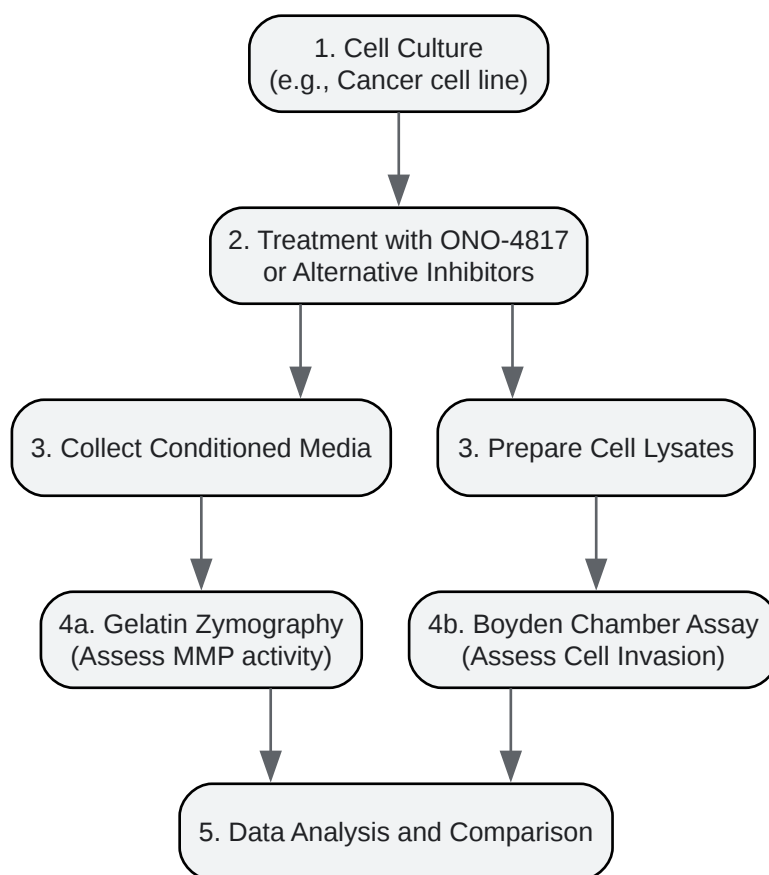 1. Cell Culture
(e.g., Cancer cell line)
2. Treatment with ONO-4817
or Alternative Inhibitors
3. Collect Conditioned Media
3. Prepare Cell Lysates
4a. Gelatin Zymography
(Assess MMP activity)
4b. Boyden Chamber Assay
(Assess Cell Invasion)
5. Data Analysis and Comparison